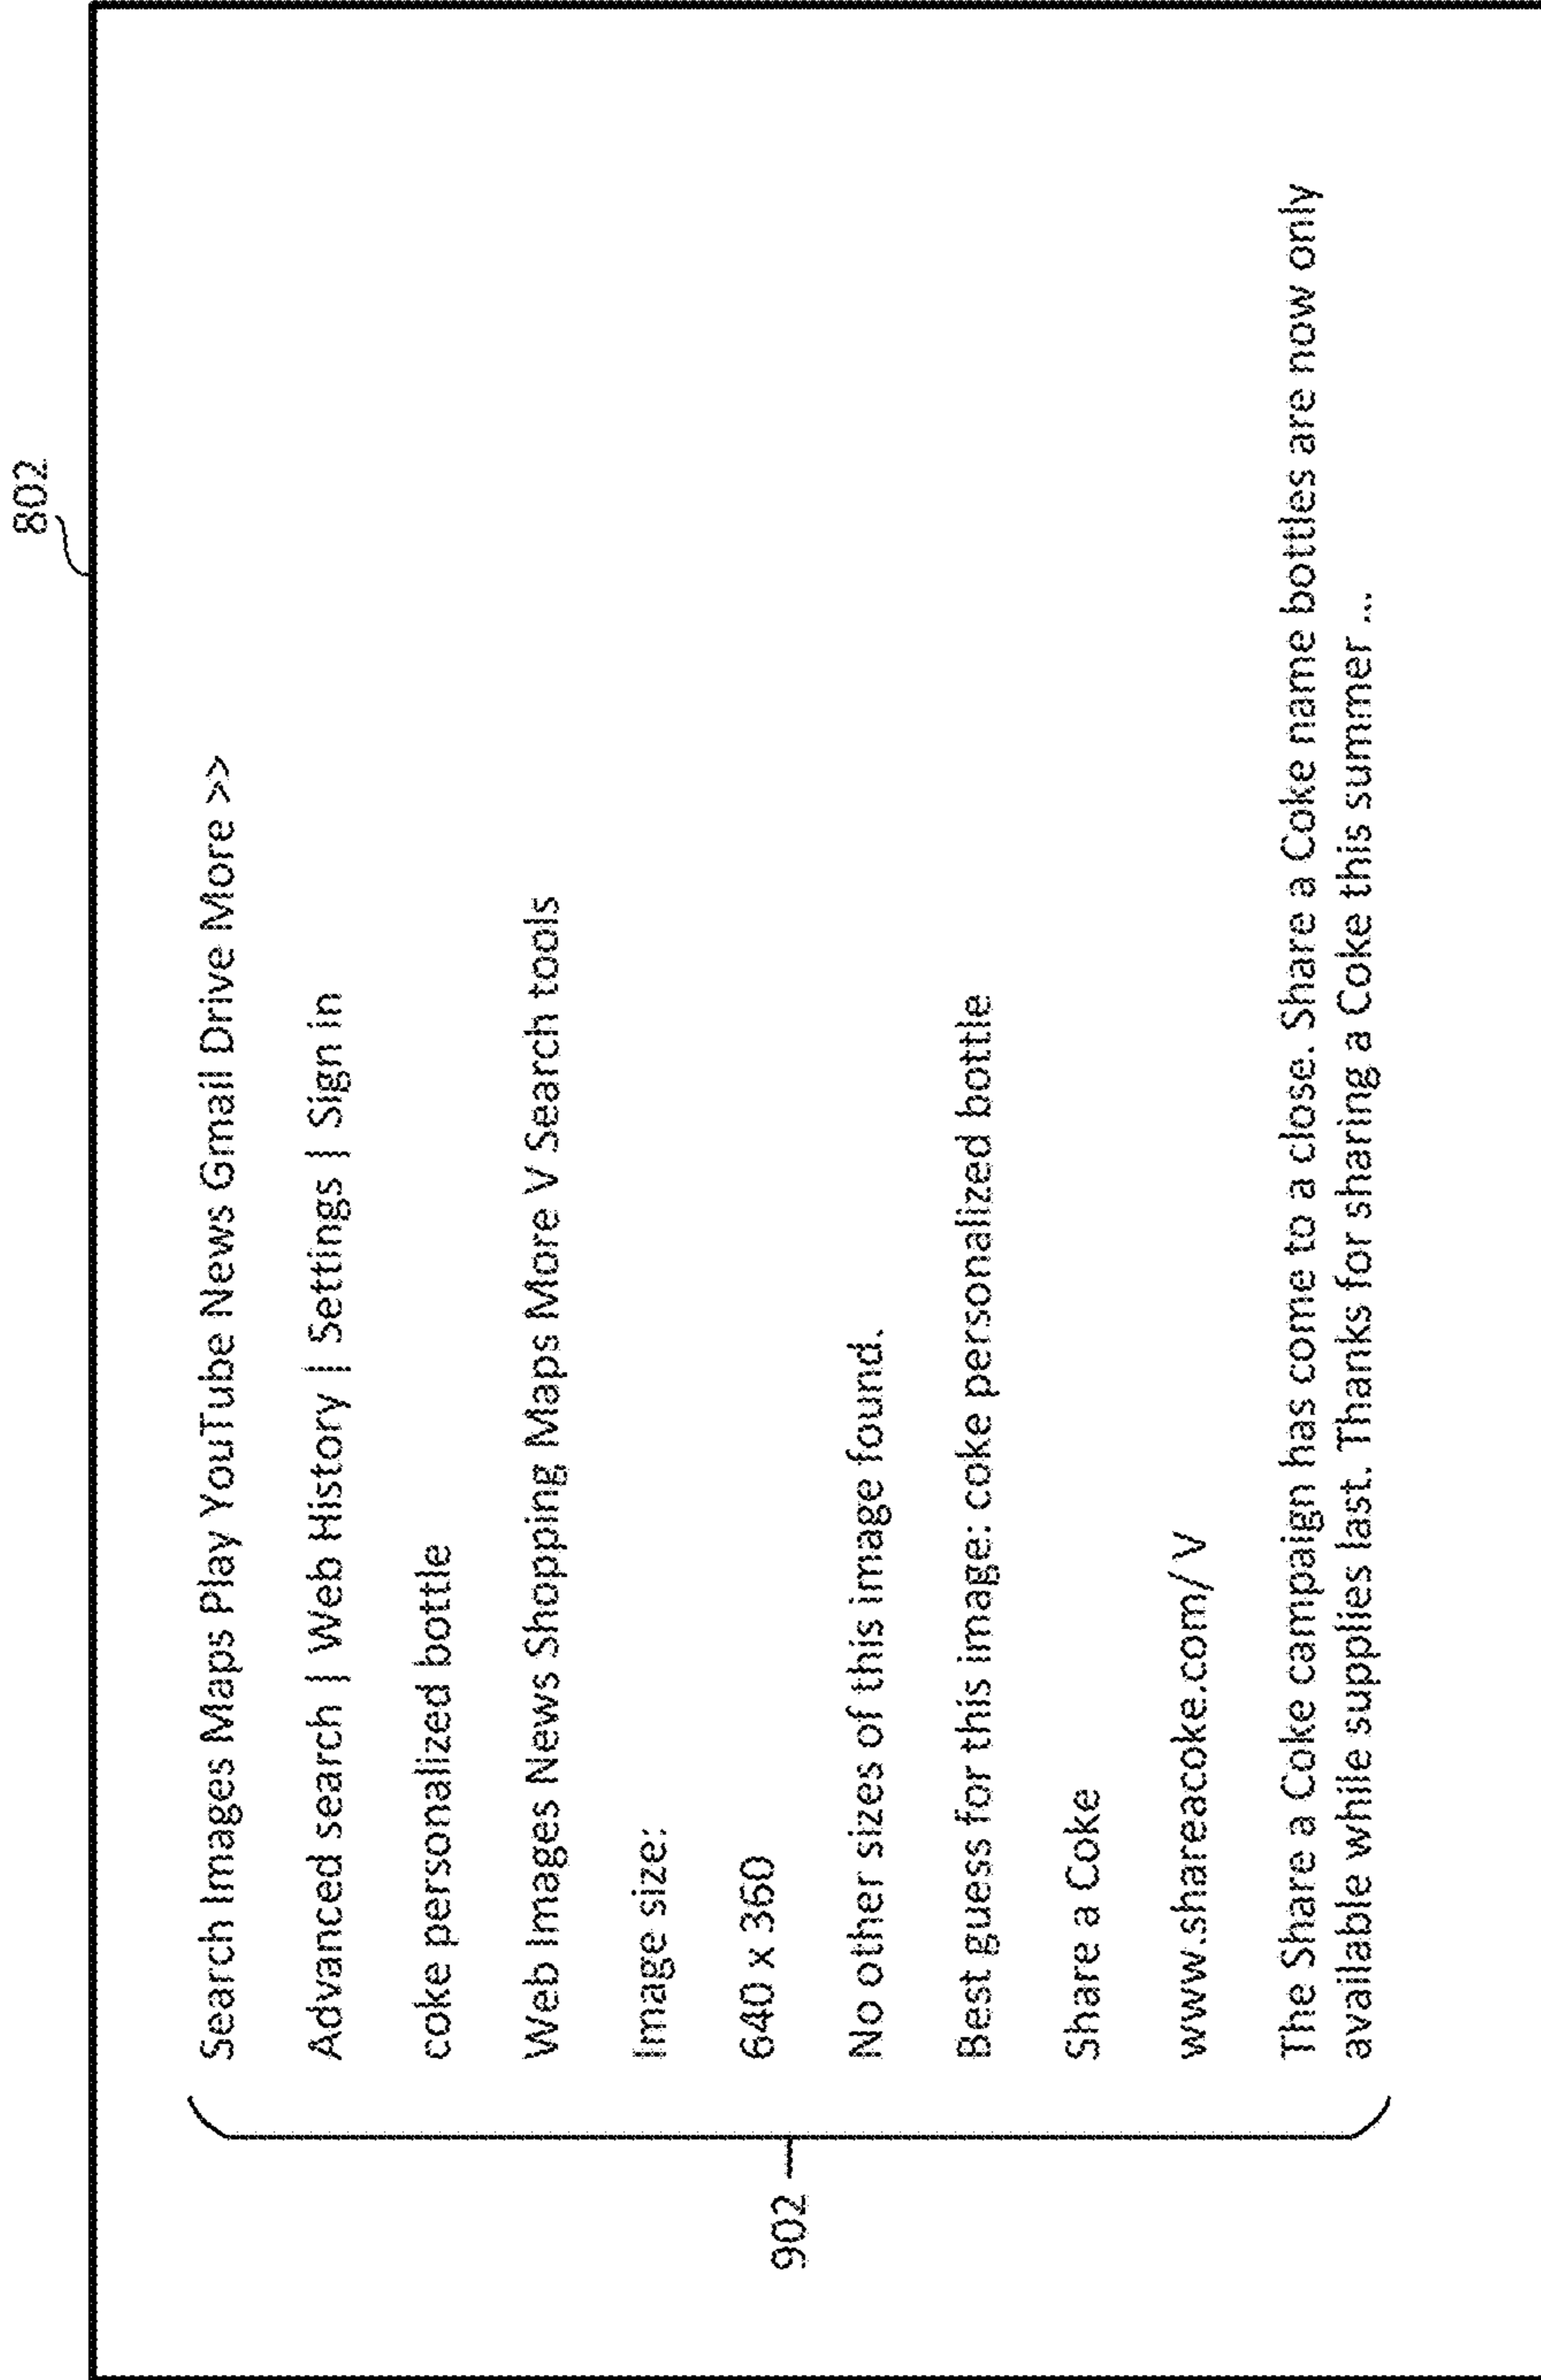 802
Search Images Maps Play YouTube News Gmail Drive More >>
Advanced search | Web History | Settings | Sign in
coke personalized bottle
Web Images News Shopping Maps More V Search tools
Image size:
640 x 360
No other sizes of this image found.
Best guess for this image: coke personalized bottle
Share a Coke
www.shareacoke.com/ V
The Share a Coke campaign has come to a close. Share a Coke name bottles are now only
available while supplies last. Thanks for sharing a Coke this summer ...
902